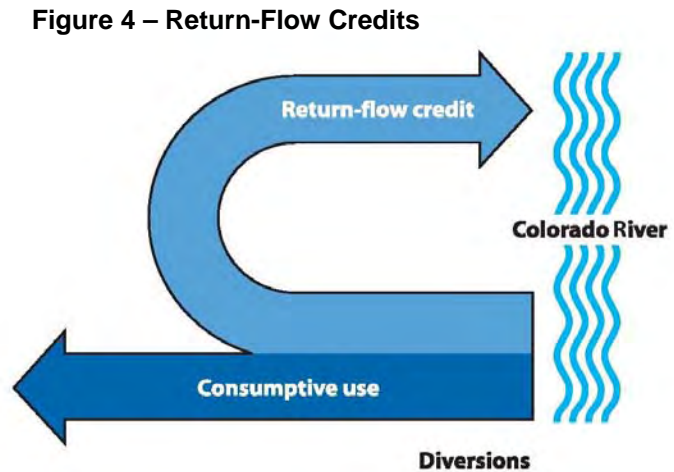 Figure 4 – Return-Flow Credits
Return-flow credit
Colorado River
Consumptive use
Diversions